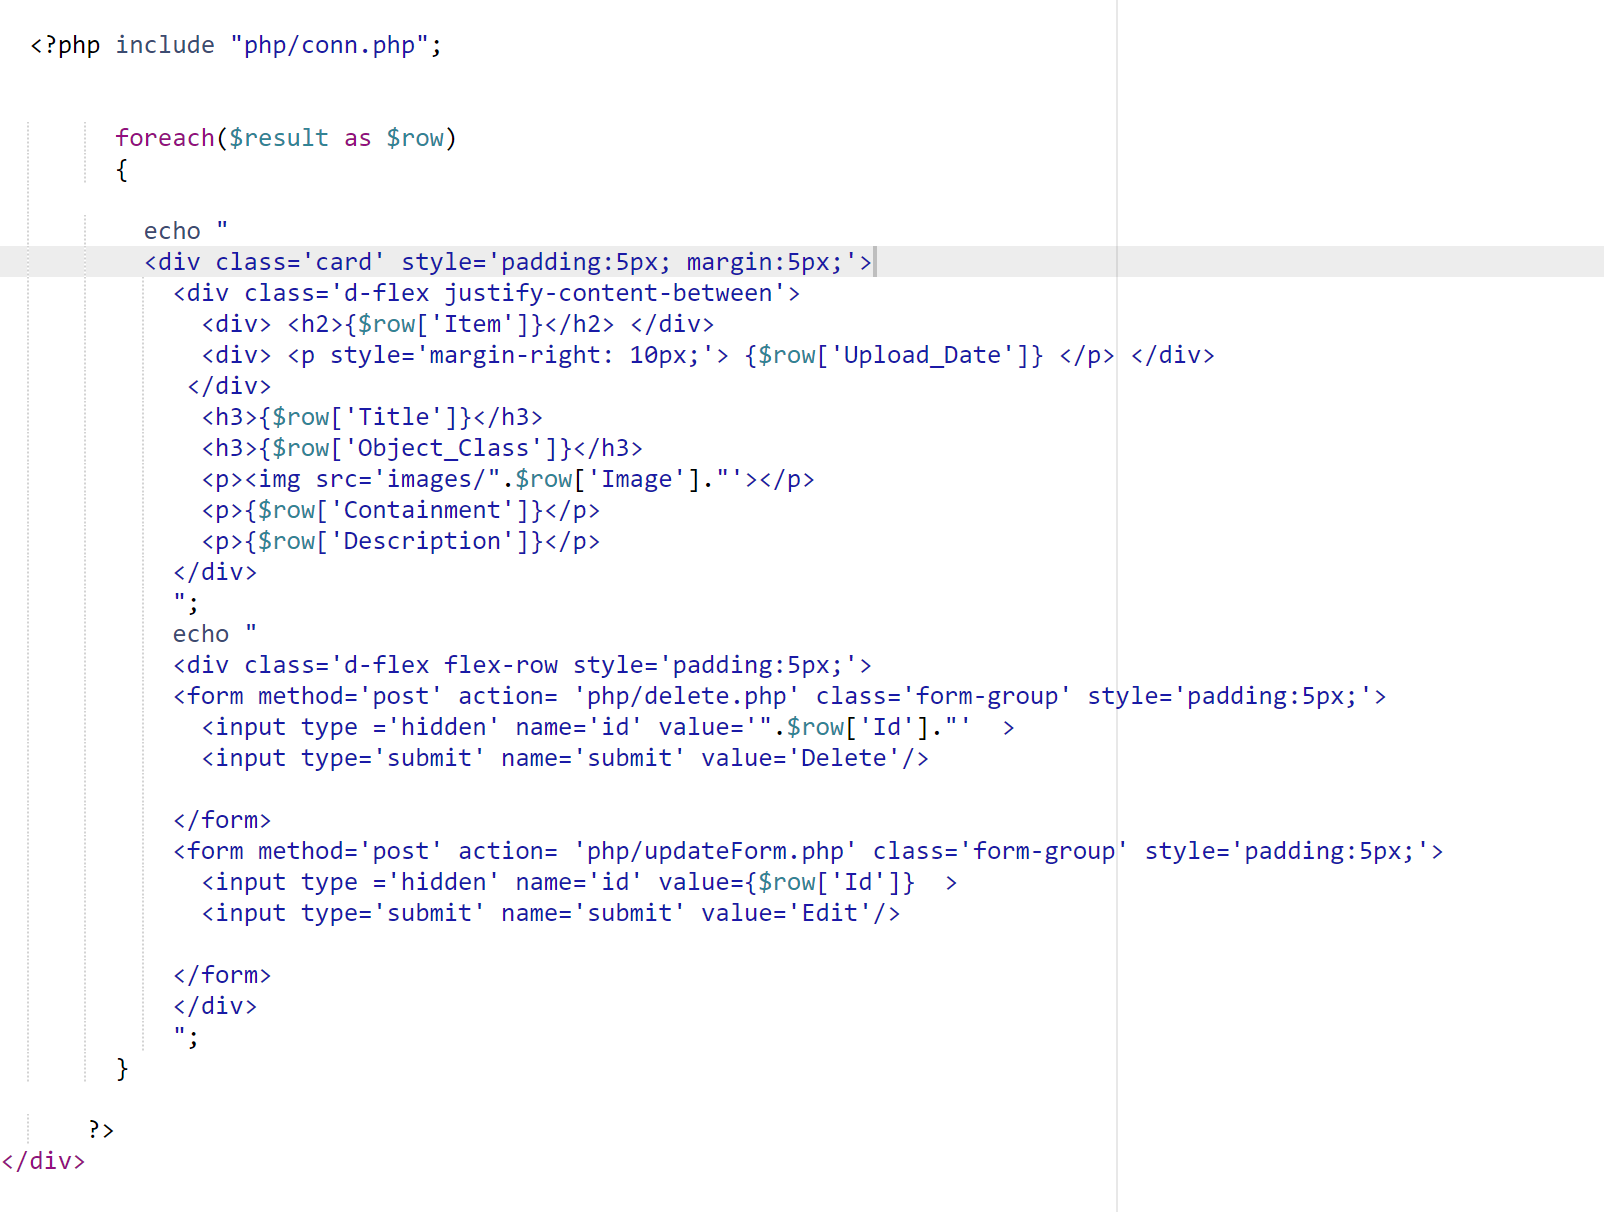 <?php include "php/conn.php";
foreach($result as $row)
{
echo "
<div class='card' style='padding:5px; margin:5px;'>
<div class='d-flex justify-content-between'>
<div> <h2>{$row['Item']}</h2> </div>
<div> <p style='margin-right: 10px;'> {$row['Upload_Date']} </p> </div>
</div>
<h3>{$row['Title']}</h3>
<h3>{$row['Object_Class']}</h3>
<p><img src='images/".$row['Image']."'></p>
<p>{$row['Containment']}</p>
<p>{$row['Description']}</p>
</div>
";
echo "
<div class='d-flex flex-row style='padding:5px;'>
<form method='post' action= 'php/delete.php' class='form-group' style='padding:5px;'>
<input type ='hidden' name='id' value='".$row['Id']."'  >
<input type='submit' name='submit' value='Delete'/>
</form>
<form method='post' action= 'php/updateForm.php' class='form-group' style='padding:5px;'>
<input type ='hidden' name='id' value={$row['Id']}  >
<input type='submit' name='submit' value='Edit'/>
</form>
</div>
";
}
?>
</div>